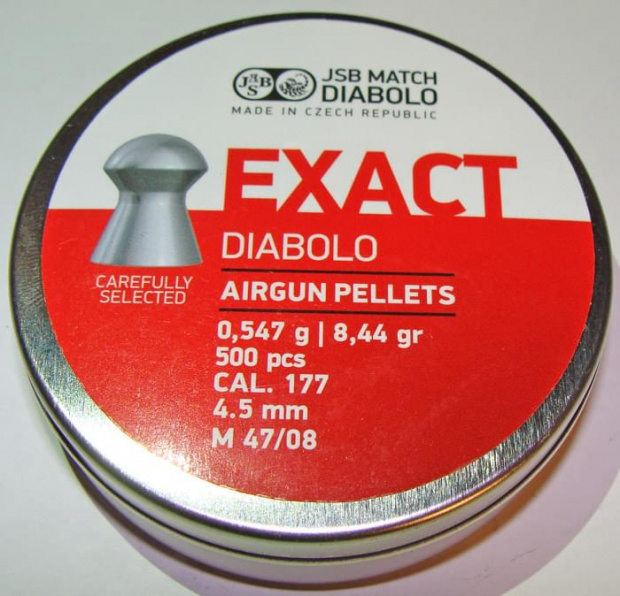 JSB MATCH
DIABOLO
MADE IN CZECH REPUBLIC
EXACT
DIABOLO
CAREFULLY
SELECTED
AIRGUN PELLETS
0,547 g | 8,44 gr
500 pcs
CAL. 177
4.5 mm
M 47/08